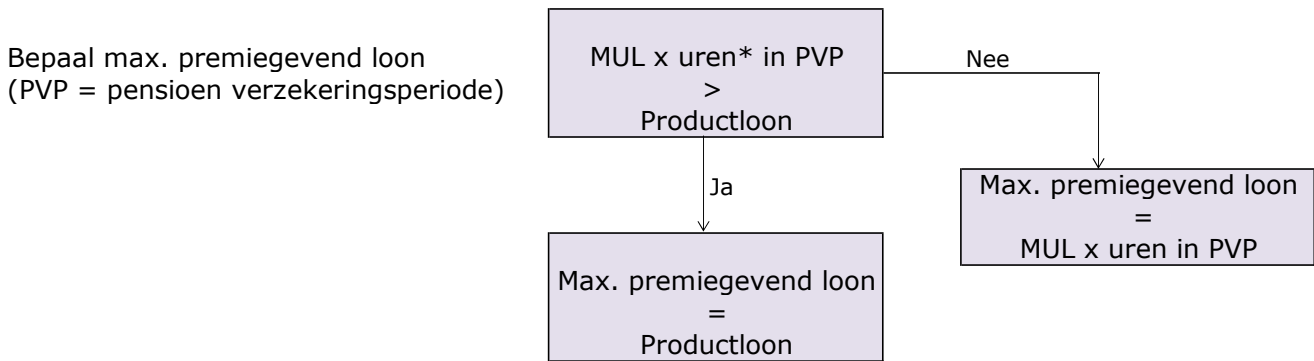 Bepaal max. premiegevend loon
(PVP = pensioen verzekeringsperiode)
MUL x uren* in PVP
>
Productloon
Nee
Ja
Max. premiegevend loon
=
MUL x uren in PVP
Max. premiegevend loon
=
Productloon